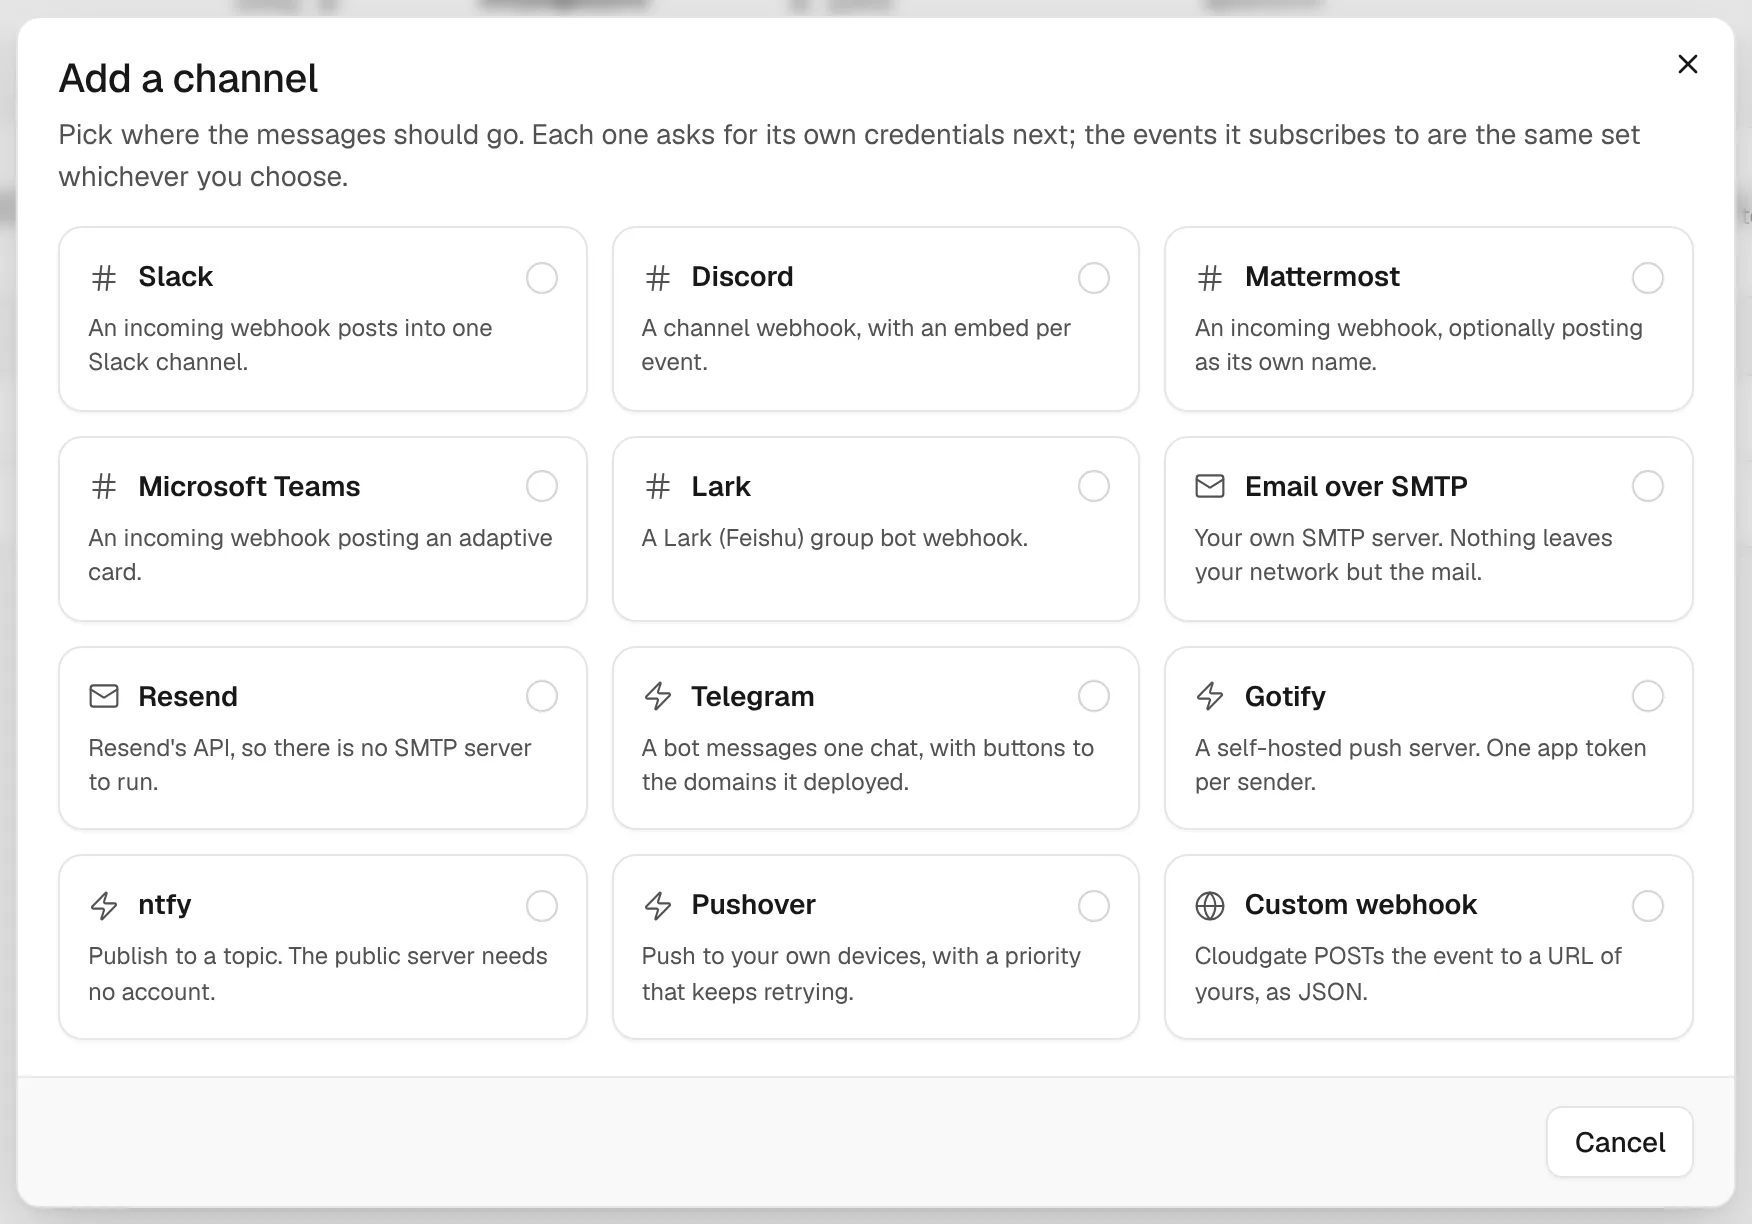 Add a channel
Pick where the messages should go. Each one asks for its own credentials next; the events it subscribes to are the same set
whichever you choose.
Slack
An incoming webhook posts into one
Slack channel.
Discord
A channel webhook, with an embed per
event.
Mattermost
An incoming webhook, optionally posting
as its own name.
Microsoft Teams
An incoming webhook posting an adaptive
card.
Lark
A Lark (Feishu) group bot webhook.
Email over SMTP
Your own SMTP server. Nothing leaves
your network but the mail.
Resend
Resend's API, so there is no SMTP server
to run.
Telegram
A bot messages one chat, with buttons to
the domains it deployed.
Gotify
A self-hosted push server. One app token
per sender.
ntfy
Publish to a topic. The public server needs
no account.
Pushover
Push to your own devices, with a priority
that keeps retrying.
Custom webhook
Cloudgate POSTs the event to a URL of
yours, as JSON.
Cancel